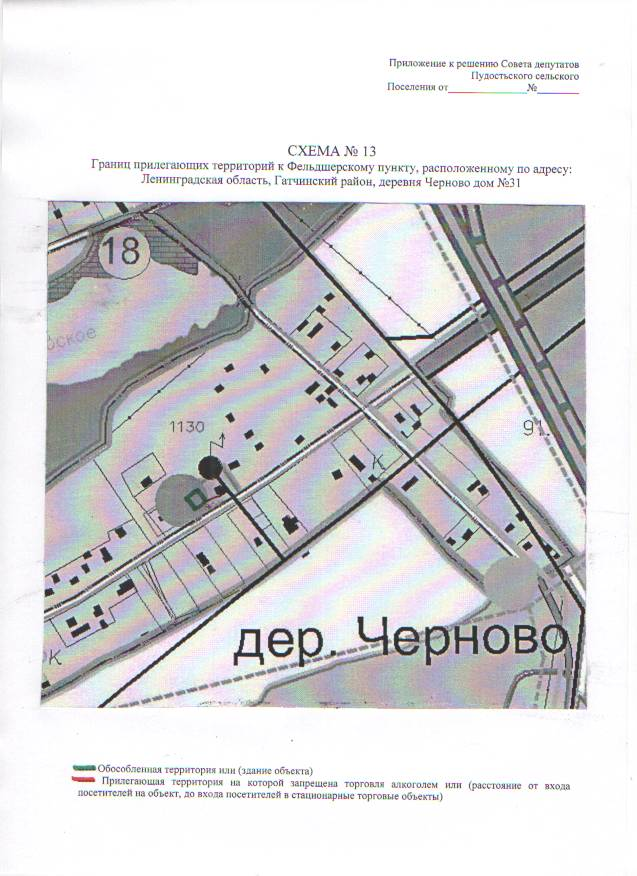 Приложение к решению Совета депутатов
Пудостьского сельского
Поселения от________________№________
СХЕМА № 13
Границ прилегающих территорий к Фельдшерскому пункту, расположенному по адресу:
Ленинградская область, Гатчинский район, деревня Черново дом №31
18
ское
1130
91.
К
дер. Черново
К
Обособленная территория или (здание объекта)
Прилегающая территория на которой запрещена торговля алкоголем или (расстояние от входа
посетителей на объект, до входа посетителей в стационарные торговые объекты)